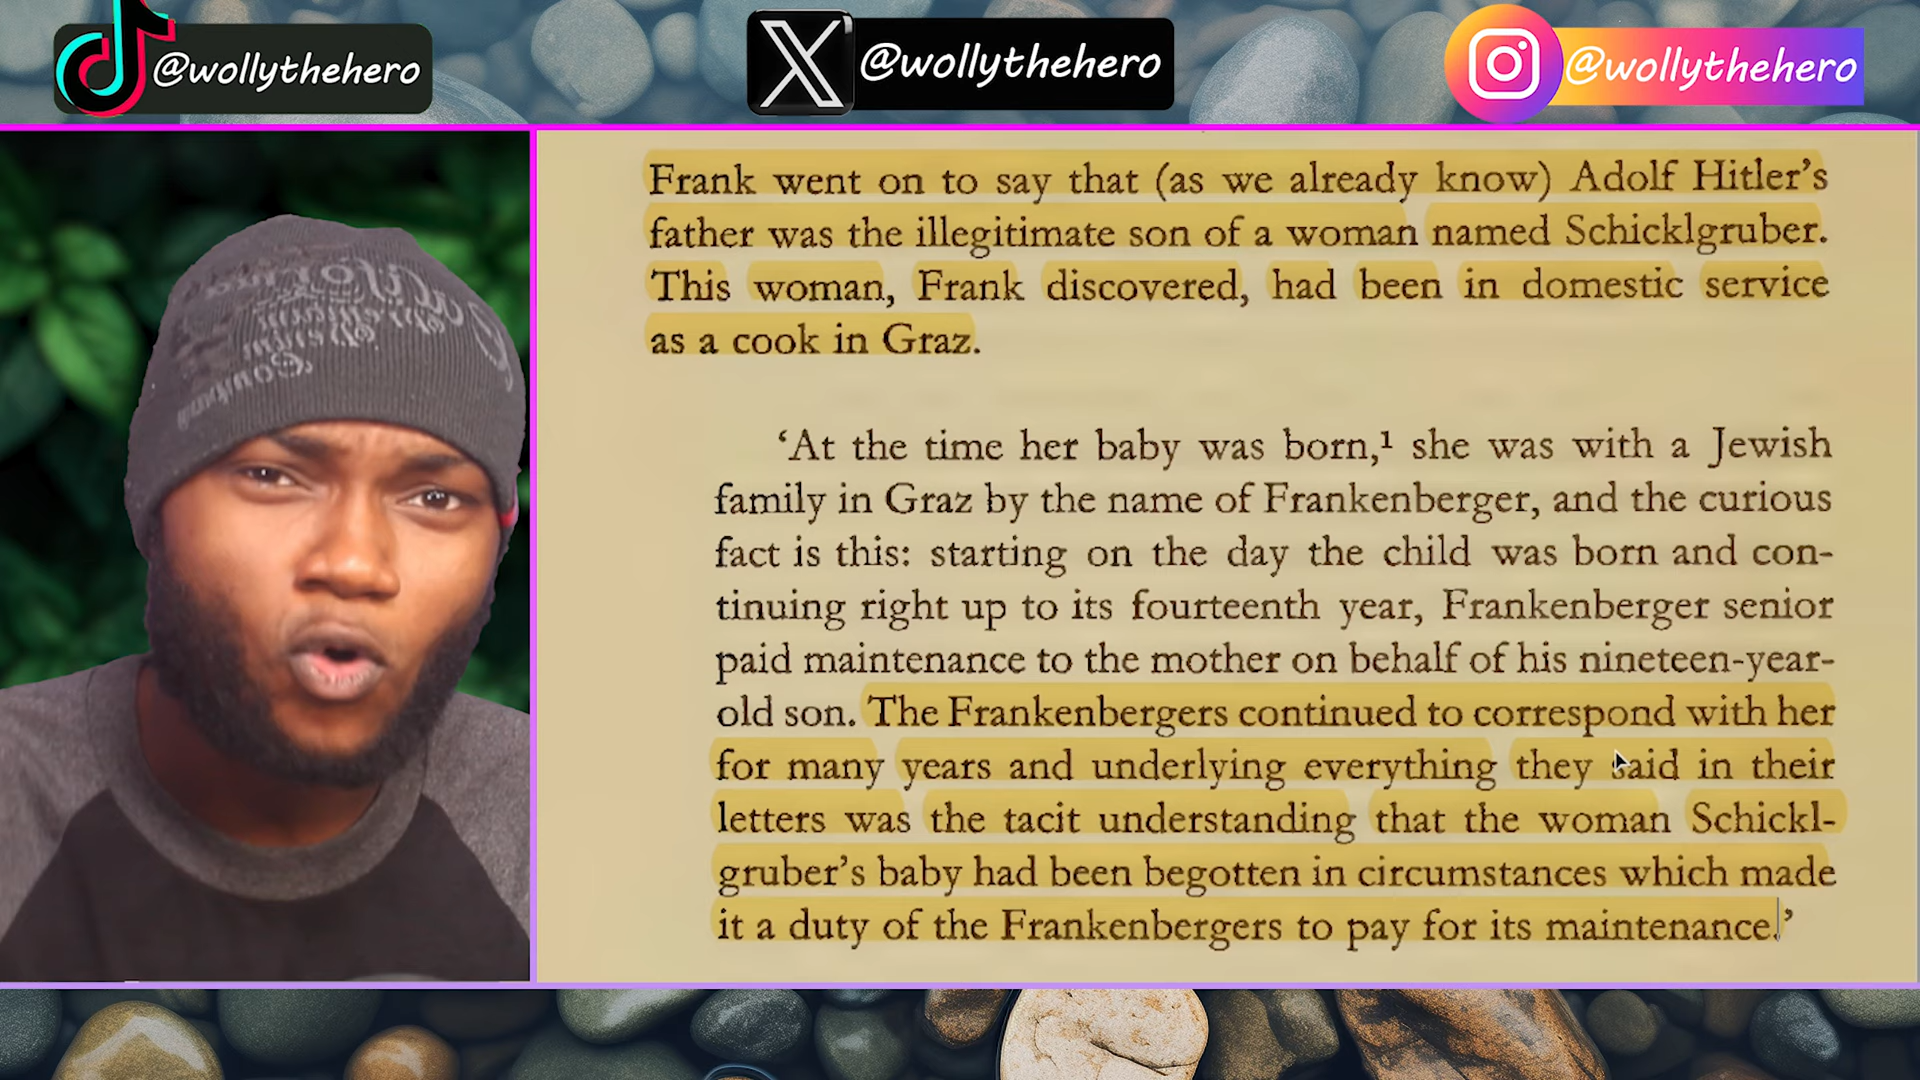 @wollythehero
@wollythehero
@wollythehero
Frank went on to say that (as we already know) Adolf Hitler's
father was the illegitimate son of a woman named Schicklgruber.
This woman, Frank discovered, had been in domestic service
as a cook in Graz.
‘At the time her baby was born,¹ she was with a Jewish
family in Graz by the name of Frankenberger, and the curious
fact is this: starting on the day the child was born and con-
tinuing right up to its fourteenth year, Frankenberger senior
paid maintenance to the mother on behalf of his nineteen-year-
old son. The Frankenbergers continued to correspond with her
for many years and underlying everything they said in their
letters was the tacit understanding that the woman Schickl-
gruber’s baby had been begotten in circumstances which made
it a duty of the Frankenbergers to pay for its maintenance.’